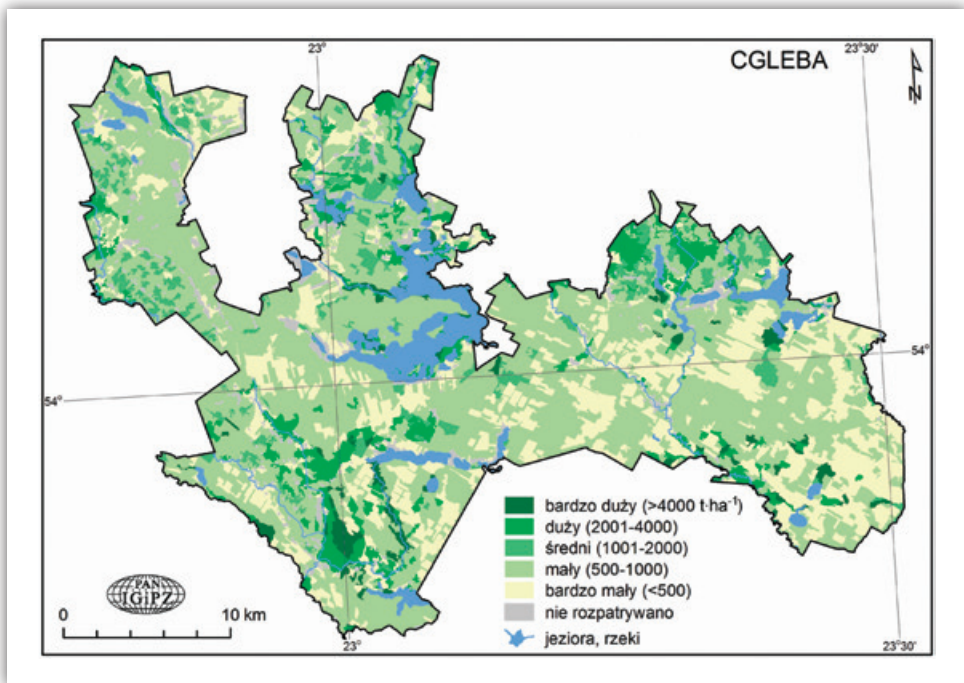 23°
23°30'
CGLEBA
N
54°
54°
bardzo duży (>4000 t·ha⁻¹)
duży (2001-4000)
średni (1001-2000)
mały (500-1000)
bardzo mały (<500)
nie rozpatrywano
jeziora, rzeki
PAN
IGiPZ
0 10 km
23°
23°30'